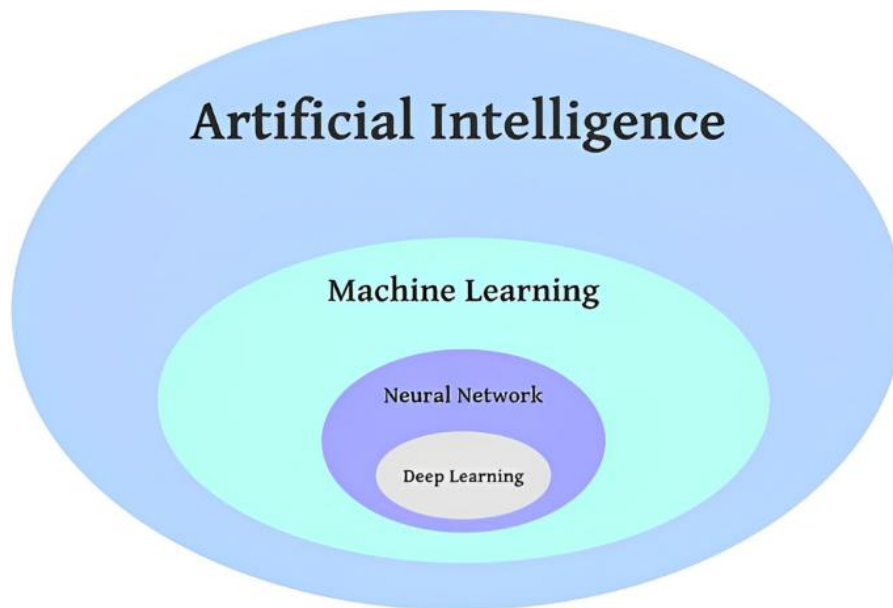 Artificial Intelligence
Machine Learning
Neural Network
Deep Learning